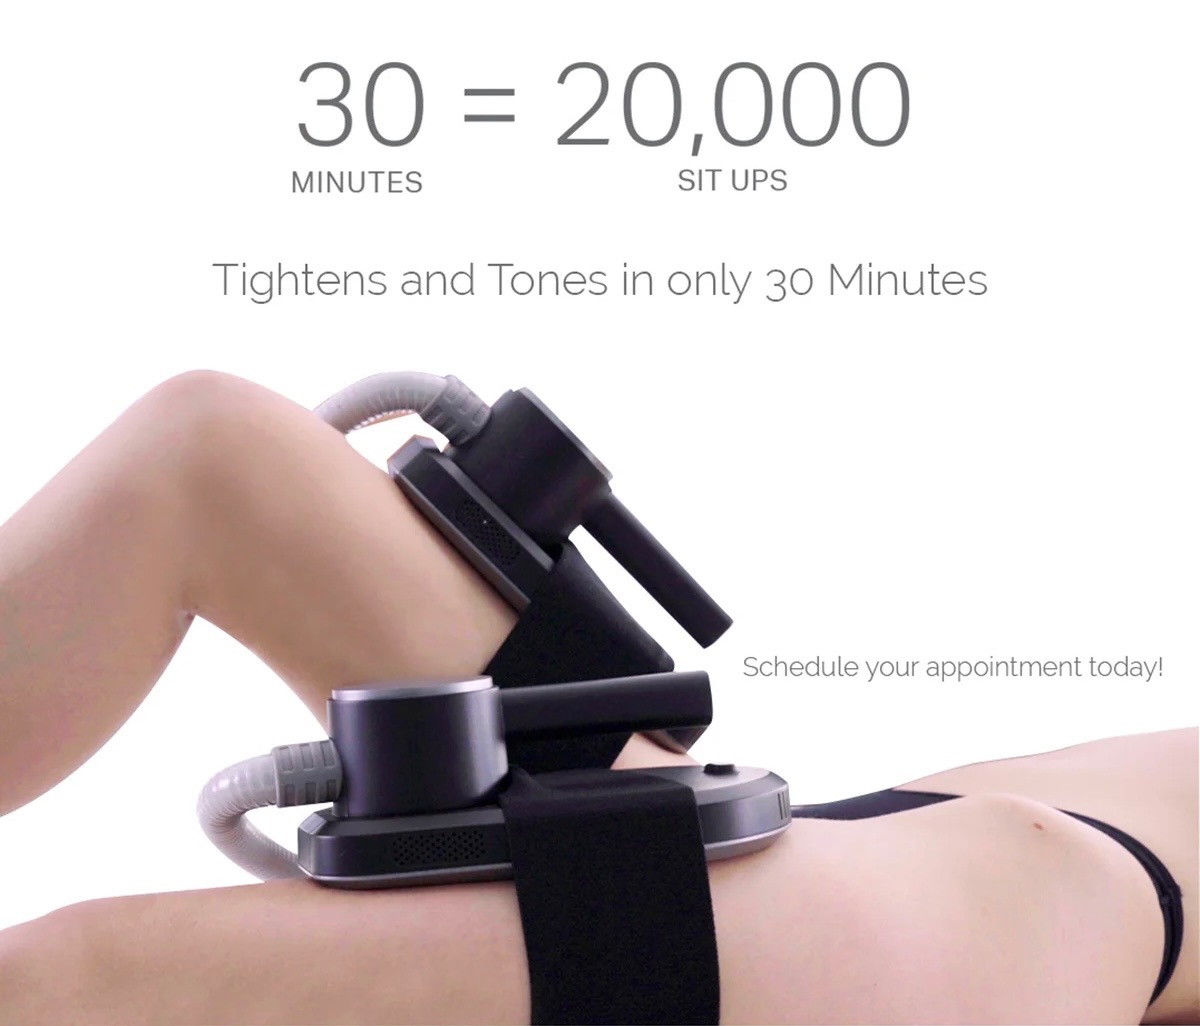 30 = 20,000
MINUTES SIT UPS
Tightens and Tones in only 30 Minutes
Schedule your appointment today!